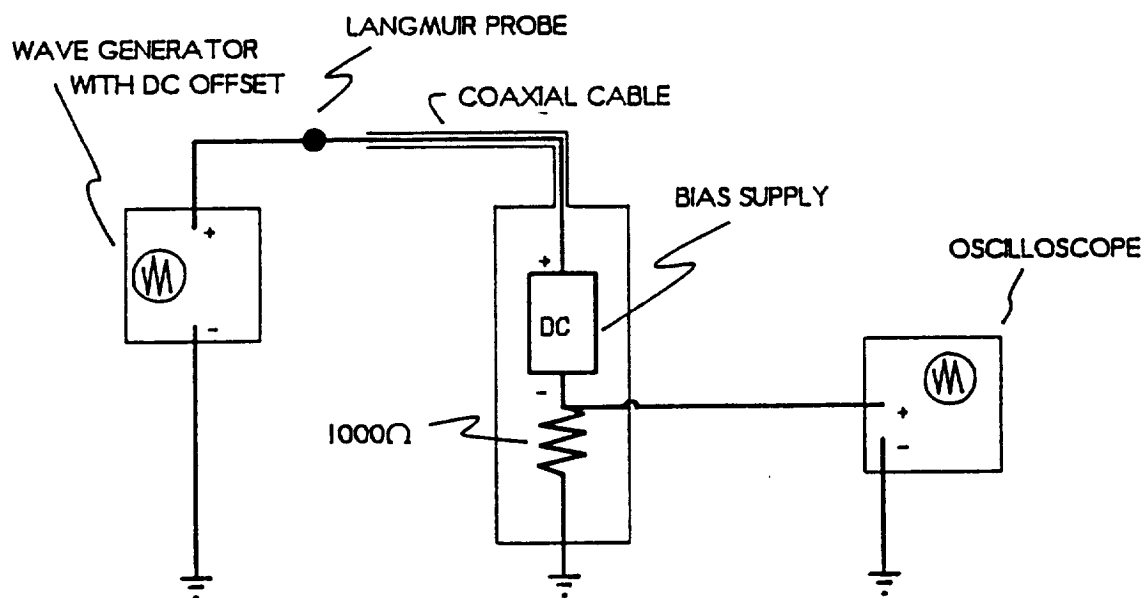 LANGMUIR PROBE
WAVE GENERATOR
WITH DC OFFSET
COAXIAL CABLE
BIAS SUPPLY
OSCILLOSCOPE
+
-
+
DC
-
1000Ω
+
-